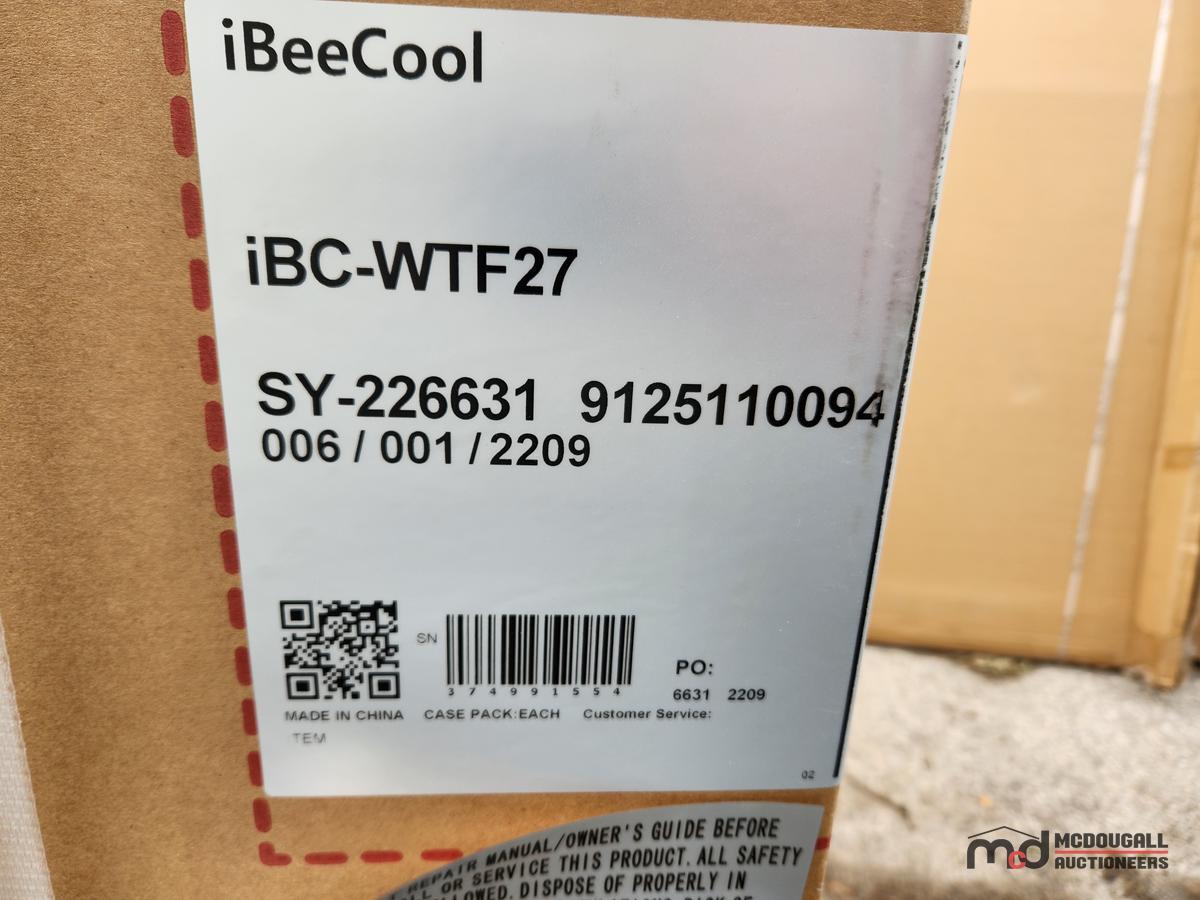 iBeeCool
iBC-WTF27
SY-226631 9125110094
006 / 001 / 2209
SN
374991554
PO:
6631 2209
MADE IN CHINA CASE PACK:EACH Customer Service:
TEM
02
REPAIR MANUAL/OWNER'S GUIDE BEFORE
OR SERVICE THIS PRODUCT. ALL SAFETY
DISPOSE OF PROPERLY IN
mcd MCDOUGALL
AUCTIONEERS